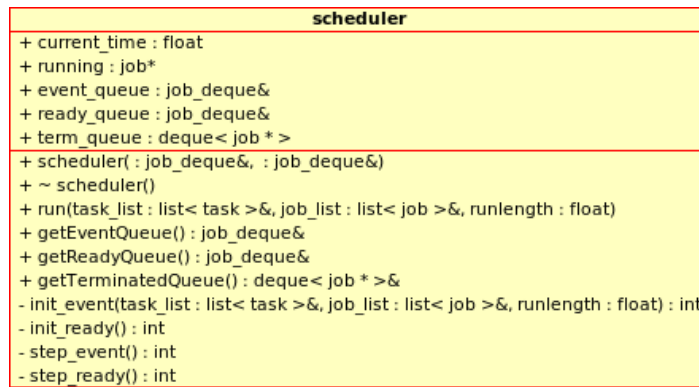 scheduler
+ current_time : float
+ running : job*
+ event_queue : job_deque&
+ ready_queue : job_deque&
+ term_queue : deque< job * >
+ scheduler( : job_deque&, : job_deque&)
+ ~ scheduler()
+ run(task_list : list< task >&, job_list : list< job >&, runlength : float)
+ getEventQueue() : job_deque&
+ getReadyQueue() : job_deque&
+ getTerminatedQueue() : deque< job * >&
- init_event(task_list : list< task >&, job_list : list< job >&, runlength : float) : int
- init_ready() : int
- step_event() : int
- step_ready() : int